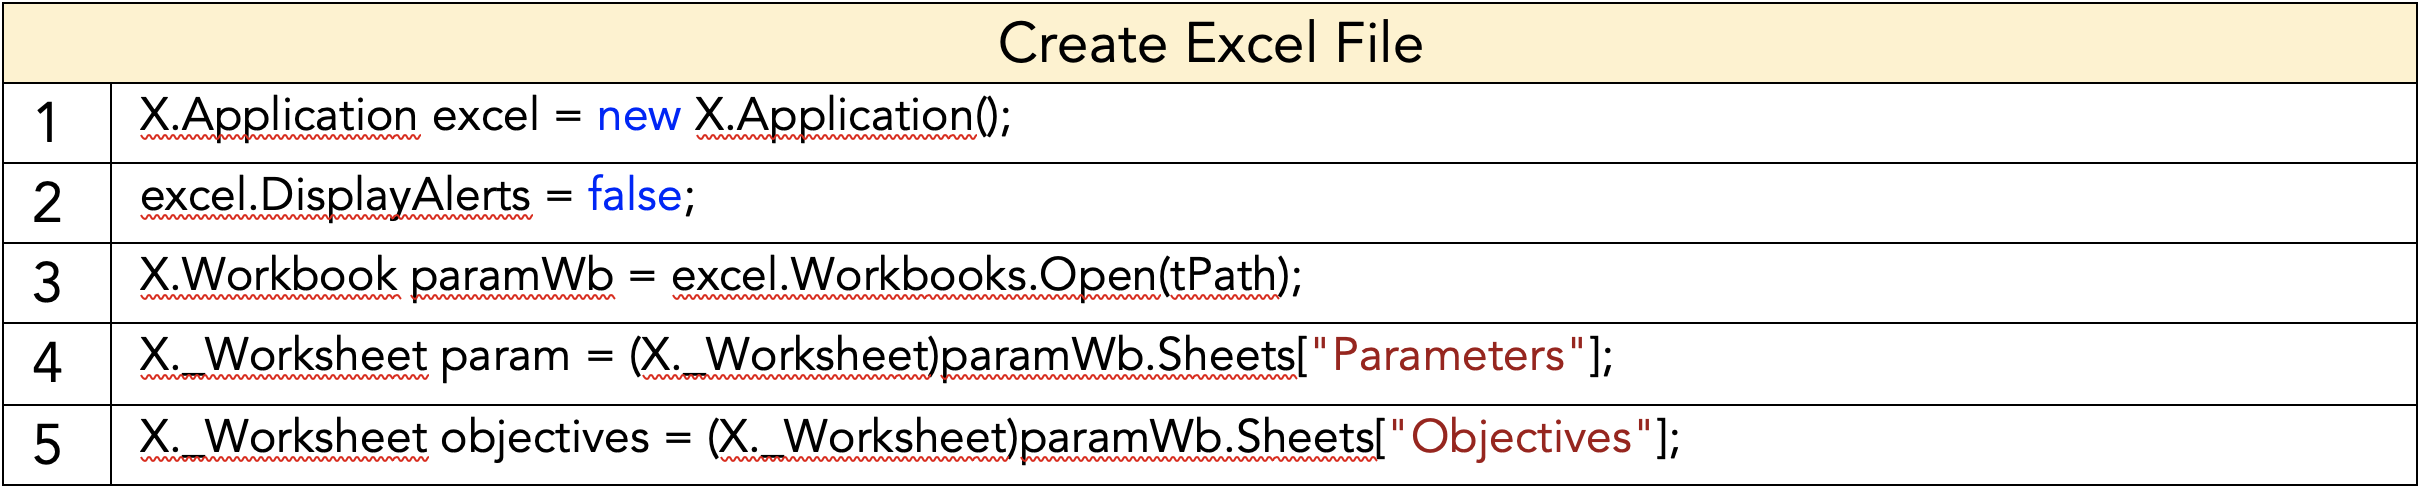 Create Excel File
1 X.Application excel = new X.Application();
2 excel.DisplayAlerts = false;
3 X.Workbook paramWb = excel.Workbooks.Open(tPath);
4 X._Worksheet param = (X._Worksheet)paramWb.Sheets["Parameters"];
5 X._Worksheet objectives = (X._Worksheet)paramWb.Sheets["Objectives"];